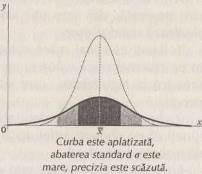 y
0
x̄
x
Curba este aplatizată,
abaterea standard σ este
mare, precizia este scăzută.